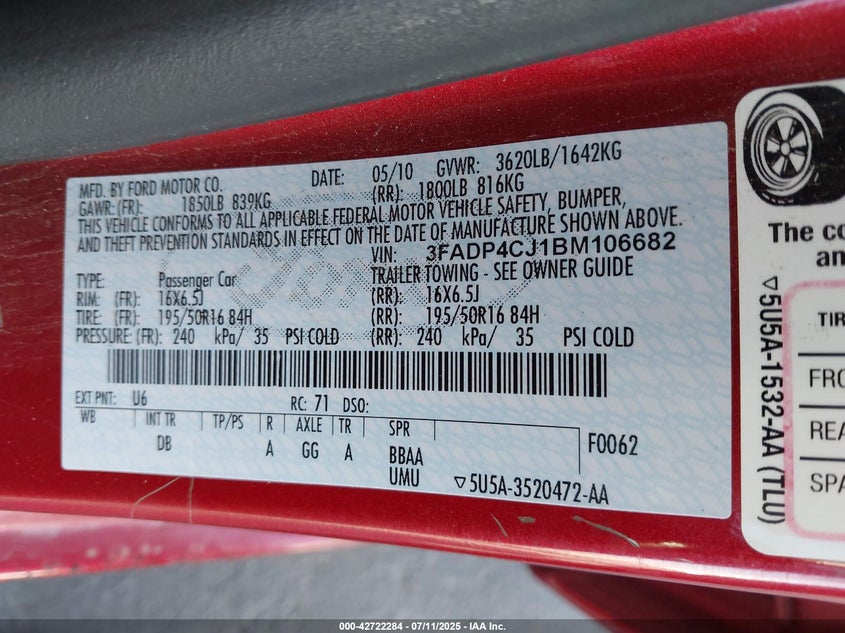 MFD. BY FORD MOTOR CO. DATE: 05/10 GVWR: 3620LB/1642KG
GAWR: (FR): 1850LB 839KG (RR): 1800LB 816KG
THIS VEHICLE CONFORMS TO ALL APPLICABLE FEDERAL MOTOR VEHICLE SAFETY, BUMPER,
AND THEFT PREVENTION STANDARDS IN EFFECT ON THE DATE OF MANUFACTURE SHOWN ABOVE.
VIN: 3FADP4CJ1BM106682
TYPE: Passenger Car TRAILER TOWING - SEE OWNER GUIDE
RIM: (FR): 16X6.5J (RR): 16X6.5J
TIRE: (FR): 195/50R16 84H (RR): 195/50R16 84H
PRESSURE: (FR): 240 kPa/ 35 PSI COLD (RR): 240 kPa/ 35 PSI COLD
EXT PNT: U6 RC: 71 DSO:
WB INT TR TP/PS R AXLE TR SPR
DB A GG A BBAA F0062
UMU ▽5U5A-3520472-AA
The co
an
▽5U5A-1532-AA (TLU)
TIR
FRO
REA
SPA
000-42722284 - 07/11/2025 - IAA Inc.